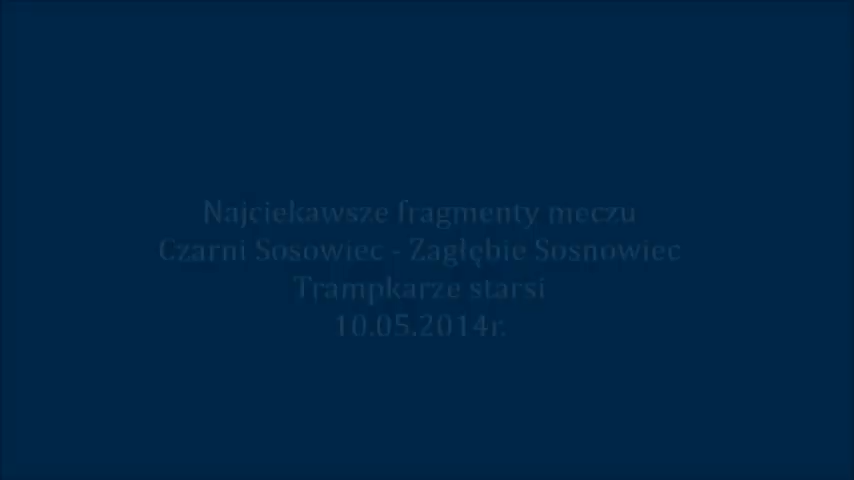 Najciekawsze fragmenty meczu
Czarni Sosowiec - Zagłębie Sosnowiec
Trampkarze starsi
10.05.2014r.